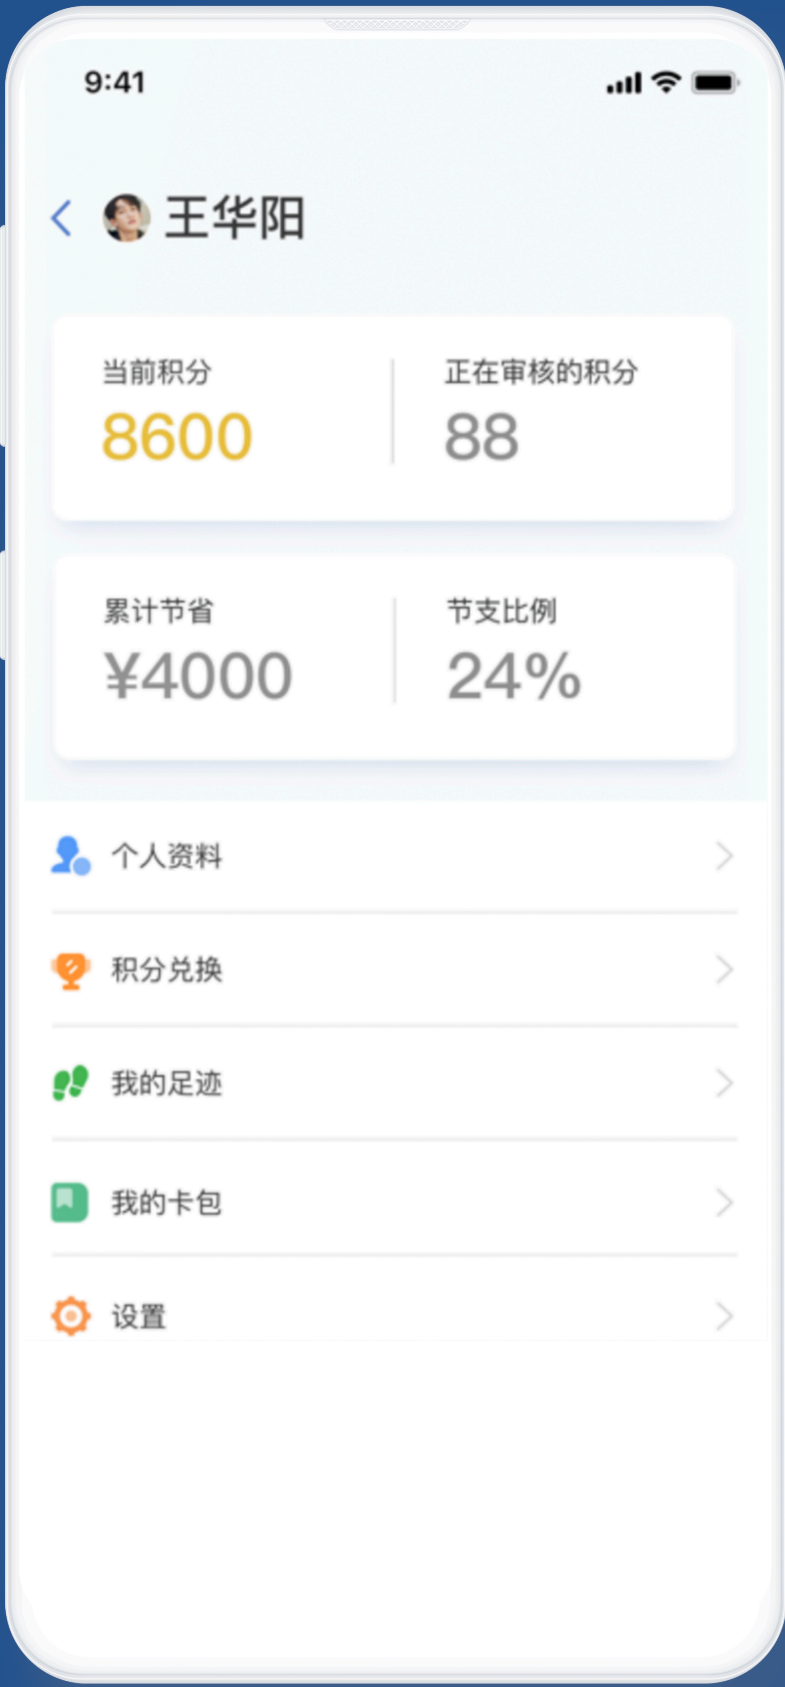 9:41
王华阳
当前积分
正在审核的积分
8600
88
累计节省
节支比例
¥4000
24%
个人资料
积分兑换
我的足迹
我的卡包
设置